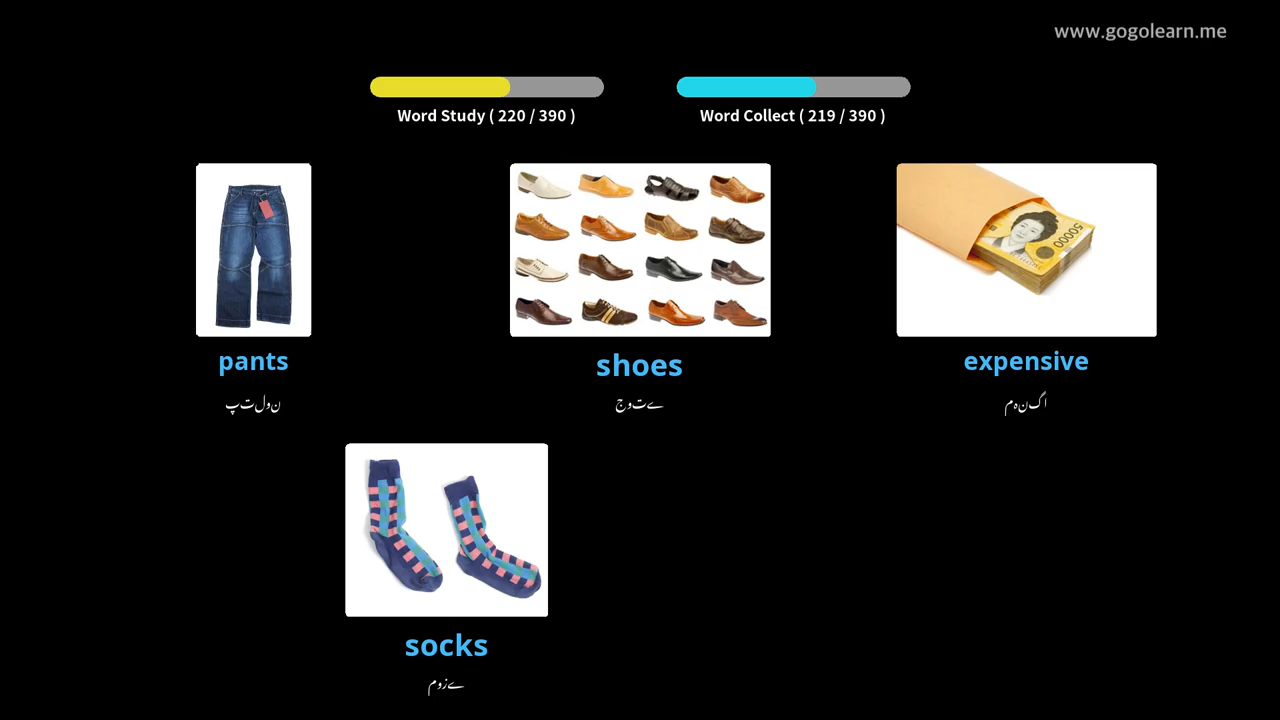 www.gogolearn.me
Word Study ( 220 / 390 )
Word Collect ( 219 / 390 )
50000
pants
shoes
expensive
پتلون
جوتے
مہنگا
socks
موزے